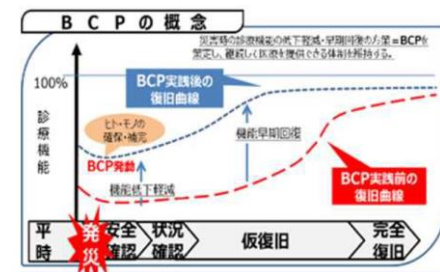 BCPの概念
災害時の診療機能の低下軽減・早期回復の方策=BCPを
策定し、継続して医療を提供できる体制を維持する。
100%
BCP実践後の
復旧曲線
診療機能
ヒト・モノの
確保・補充
BCP発動
機能低下軽減
機能早期回復
BCP実践前の
復旧曲線
平時
発災
安全確認
状況確認
仮復旧
完全復旧